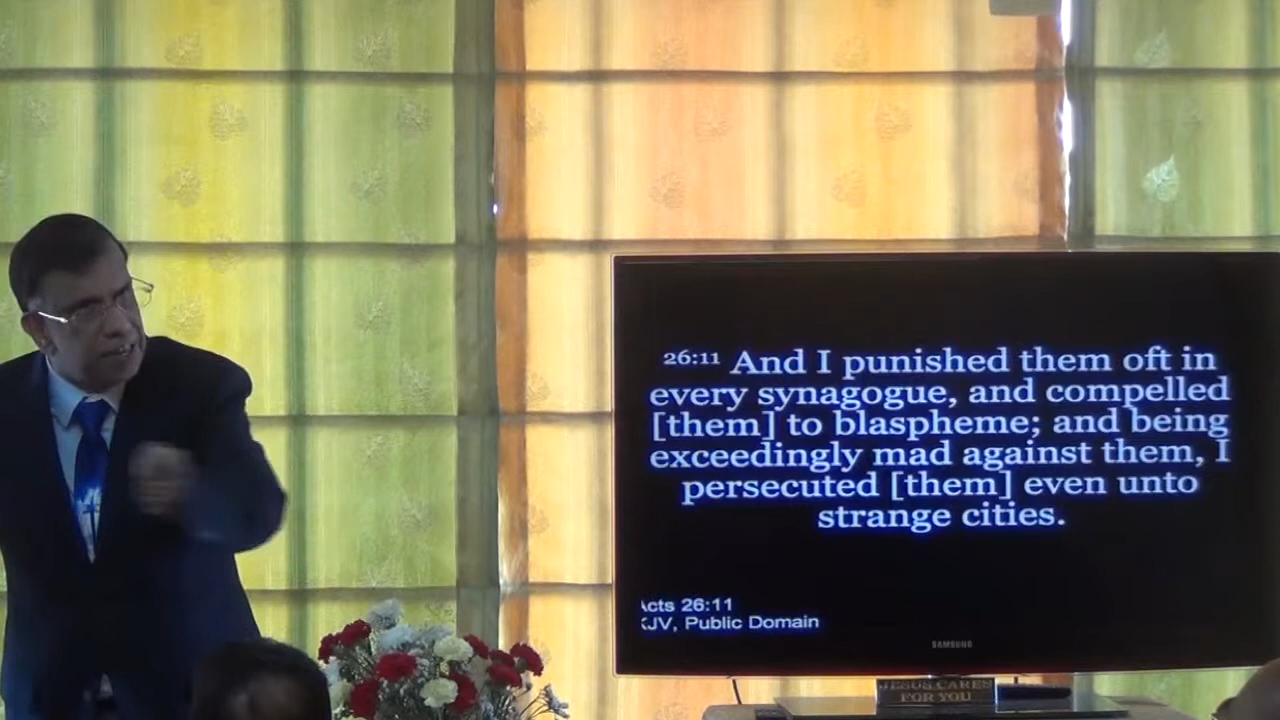 26:11 And I punished them oft in
every synagogue, and compelled
[them] to blaspheme; and being
exceedingly mad against them, I
persecuted [them] even unto
strange cities.
Acts 26:11
KJV, Public Domain
SAMSUNG
JESUS CARES
FOR YOU